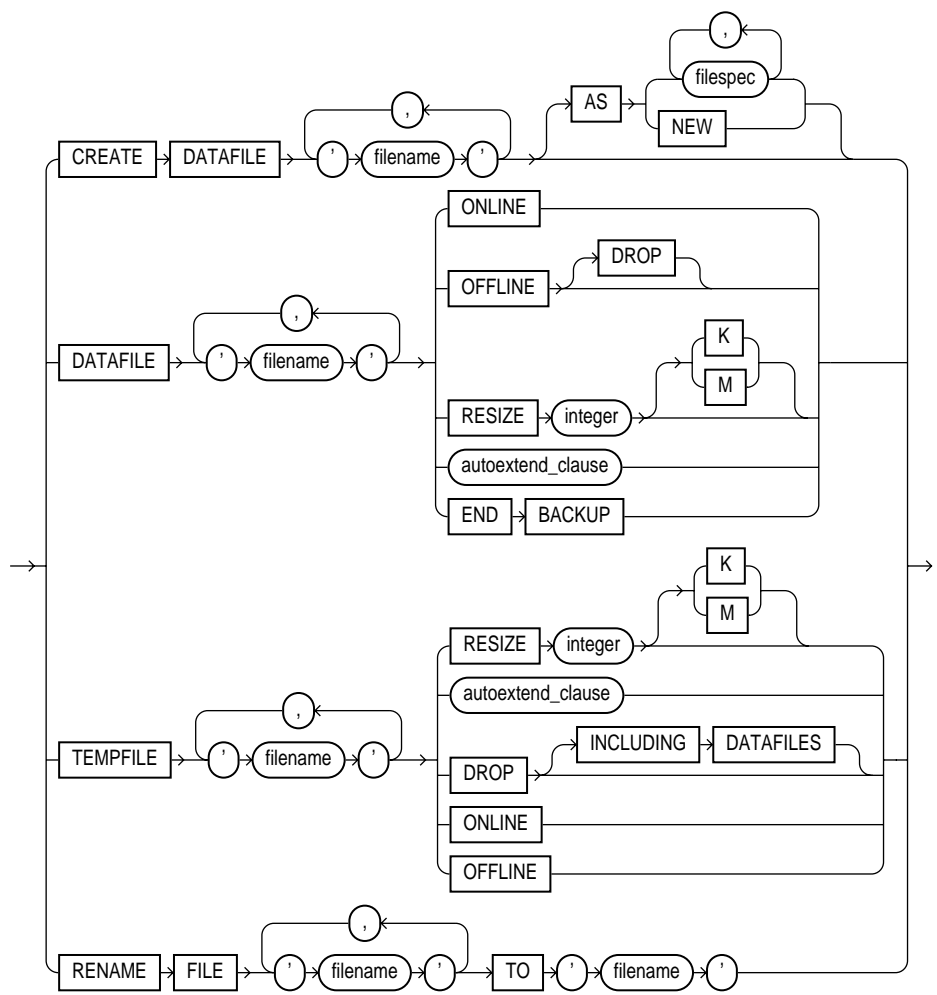 ,
filespec
AS
NEW
,
CREATE DATAFILE ' filename '
ONLINE
DROP
OFFLINE
,
K
DATAFILE ' filename '
M
RESIZE integer
autoextend_clause
END BACKUP
K
M
RESIZE integer
autoextend_clause
,
INCLUDING DATAFILES
TEMPFILE ' filename '
DROP
ONLINE
OFFLINE
,
RENAME FILE ' filename ' TO ' filename '